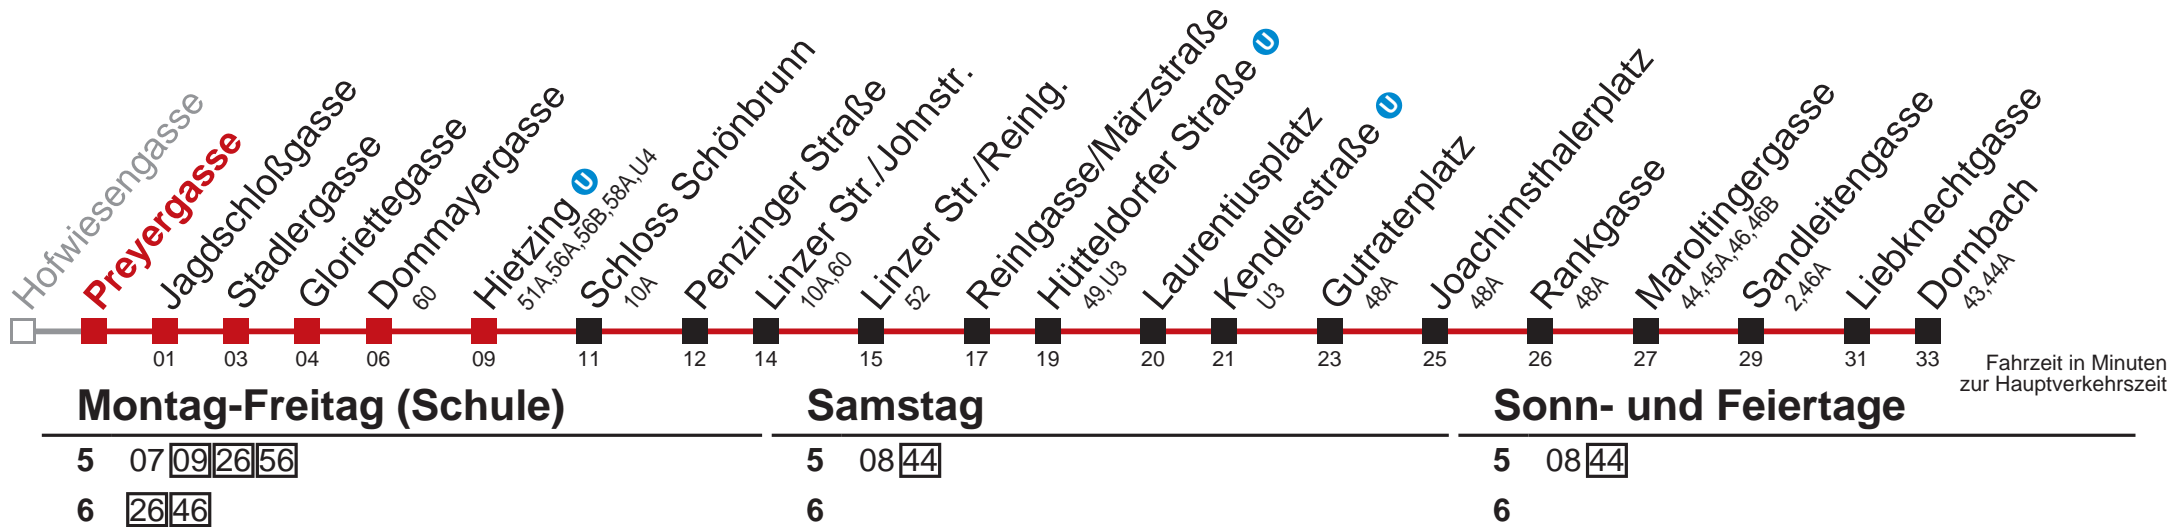 Hofwiesengasse
Preyergasse
Jagdschloßgasse
Stadlergasse
Gloriettegasse
Dommayergasse
60
Hietzing U
51A,56A,56B,58A,U4
Schloss Schönbrunn
10A
Penzinger Straße
Linzer Str./Johnstr.
10A,60
Linzer Str./Reinlg.
52
Reinlgasse/Märzstraße
Hütteldorfer Straße U
49,U3
Laurentiusplatz
Kendlerstraße U
U3
Gutraterplatz
48A
Joachimsthalerplatz
48A
Rankgasse
48A
Maroltingergasse
44,45A,46,46B
Sandleitengasse
2,46A
Liebknechtgasse
Dornbach
43,44A
01 03 04 06 09 11 12 14 15 17 19 20 21 23 25 26 27 29 31 33
Fahrzeit in Minuten
zur Hauptverkehrszeit
Montag-Freitag (Schule) Samstag Sonn- und Feiertage
5 07 09 26 56 5 08 44 5 08 44
6 26 46 6 6